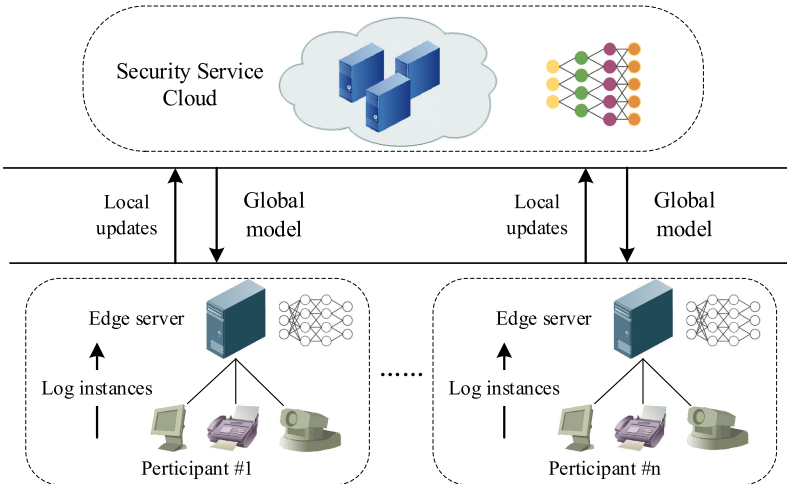 Security Service
Cloud
Local
updates
Global
model
Local
updates
Global
model
Edge server
Log instances
Perticipant #1
......
Edge server
Log instances
Perticipant #n